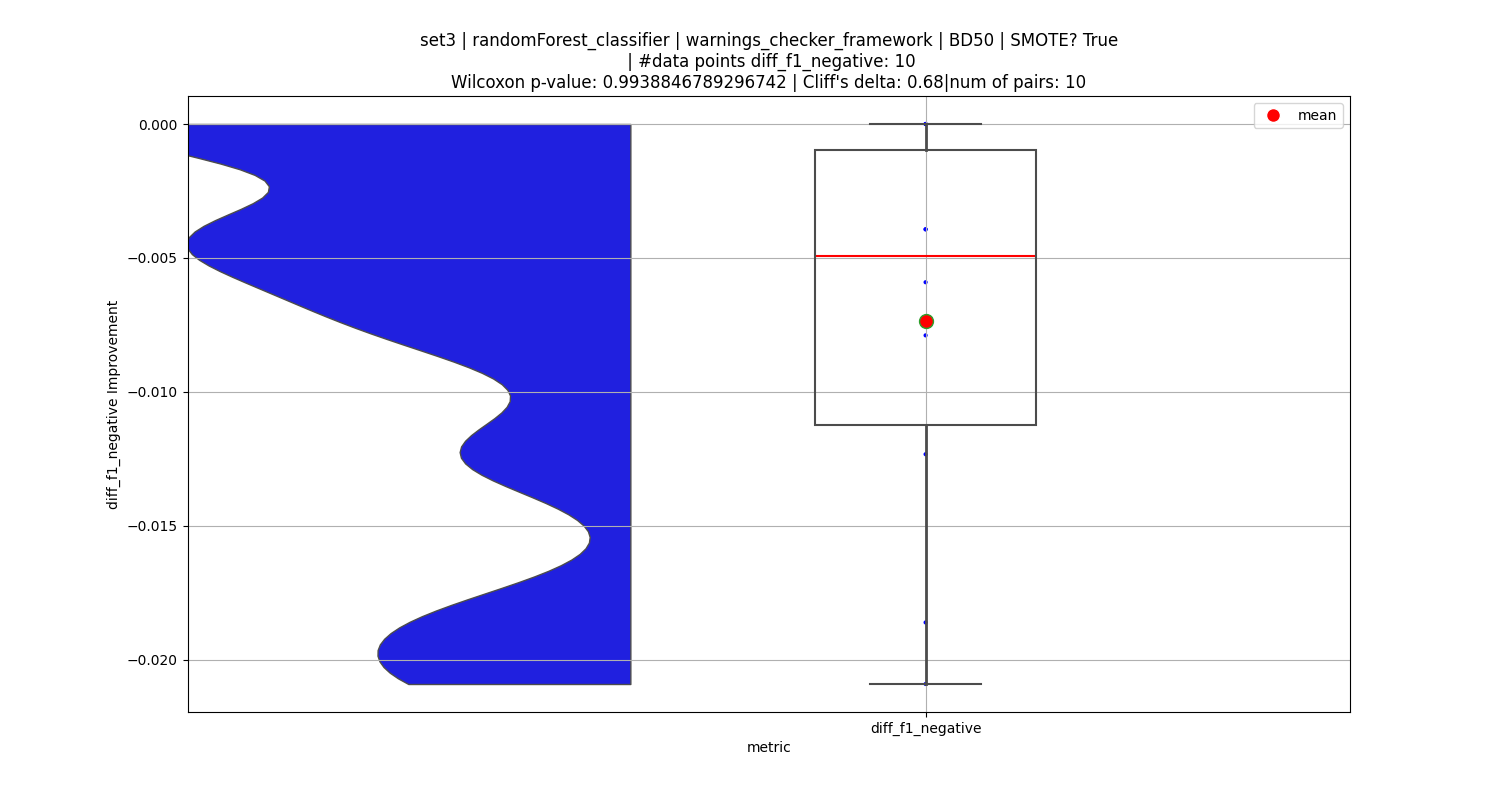 set3 | randomForest_classifier | warnings_checker_framework | BD50 | SMOTE? True
| #data points diff_f1_negative: 10
Wilcoxon p-value: 0.9938846789296742 | Cliff's delta: 0.68|num of pairs: 10
mean
0.000
−0.005
−0.010
−0.015
−0.020
diff_f1_negative Improvement
diff_f1_negative
metric